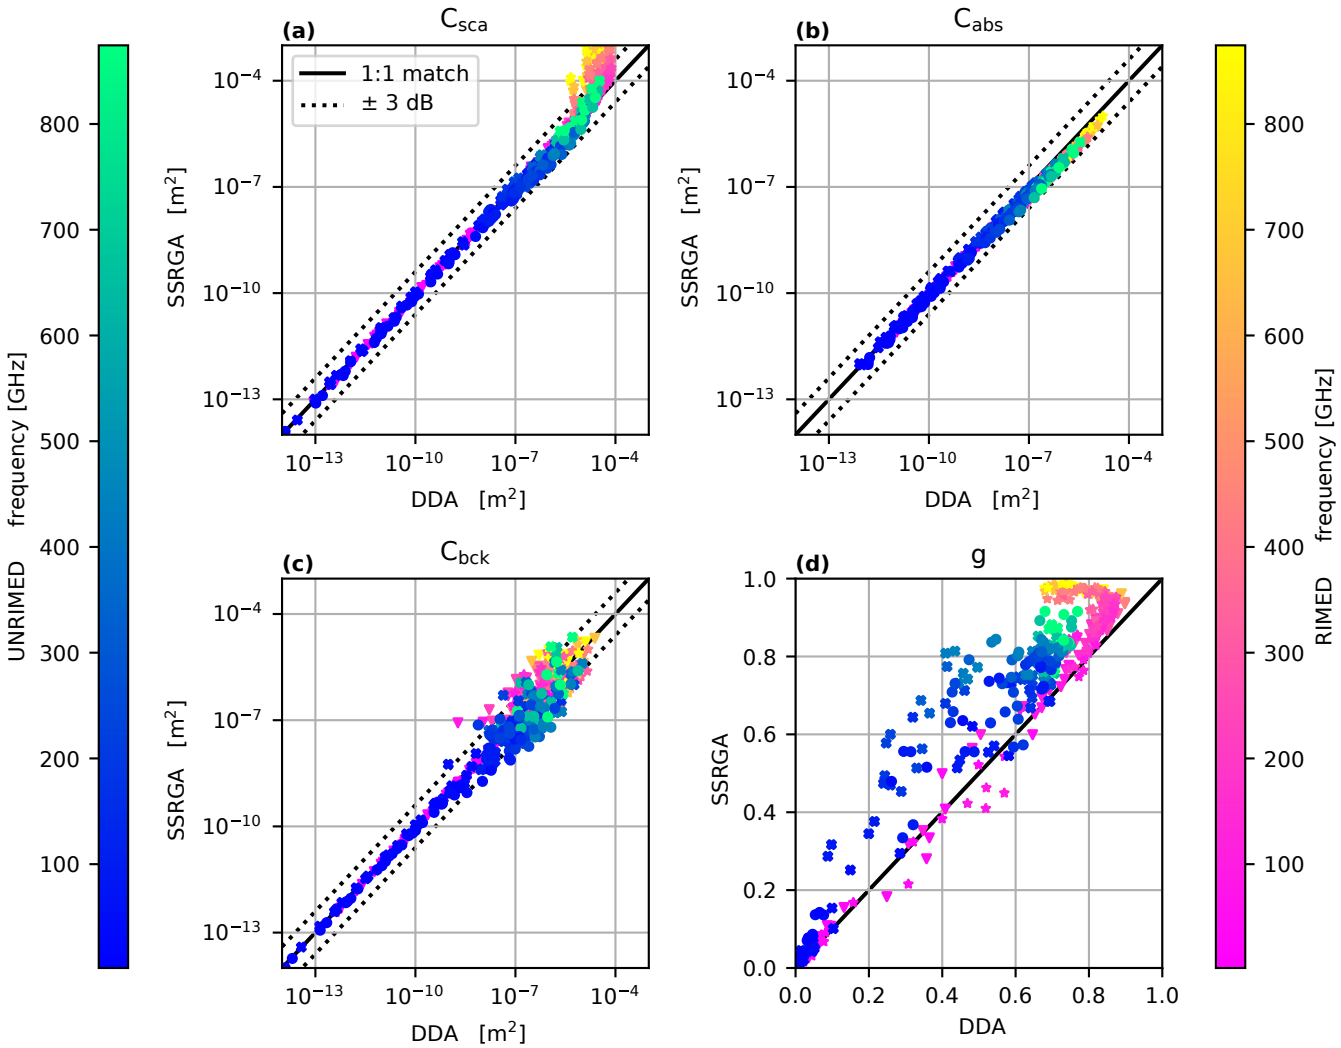 (a) C_sca
1:1 match
± 3 dB
10⁻⁴
10⁻⁷
10⁻¹⁰
10⁻¹³
SSRGA [m²]
10⁻¹³ 10⁻¹⁰ 10⁻⁷ 10⁻⁴
DDA [m²]
(b) C_abs
10⁻⁴
10⁻⁷
10⁻¹⁰
10⁻¹³
SSRGA [m²]
10⁻¹³ 10⁻¹⁰ 10⁻⁷ 10⁻⁴
DDA [m²]
(c) C_bck
10⁻⁴
10⁻⁷
10⁻¹⁰
10⁻¹³
SSRGA [m²]
10⁻¹³ 10⁻¹⁰ 10⁻⁷ 10⁻⁴
DDA [m²]
(d) g
1.0
0.8
0.6
0.4
0.2
0.0
SSRGA
0.0 0.2 0.4 0.6 0.8 1.0
DDA
800
700
600
500
400
300
200
100
UNRIMED frequency [GHz]
800
700
600
500
400
300
200
100
RIMED frequency [GHz]